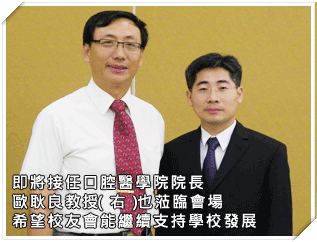 即將接任口腔醫學院院長
歐耿良教授( 右 )也蒞臨會場
希望校友會能繼續支持學校發展